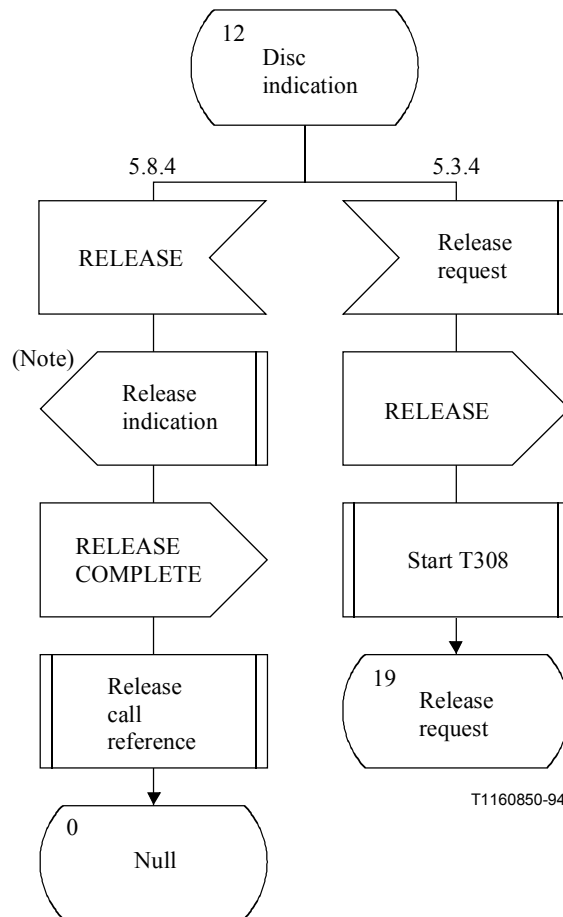 12
Disc
indication
5.8.4
5.3.4
RELEASE
Release
request
(Note)
Release
indication
RELEASE
RELEASE
COMPLETE
Start T308
Release
call
reference
19
Release
request
T1160850-94
0
Null